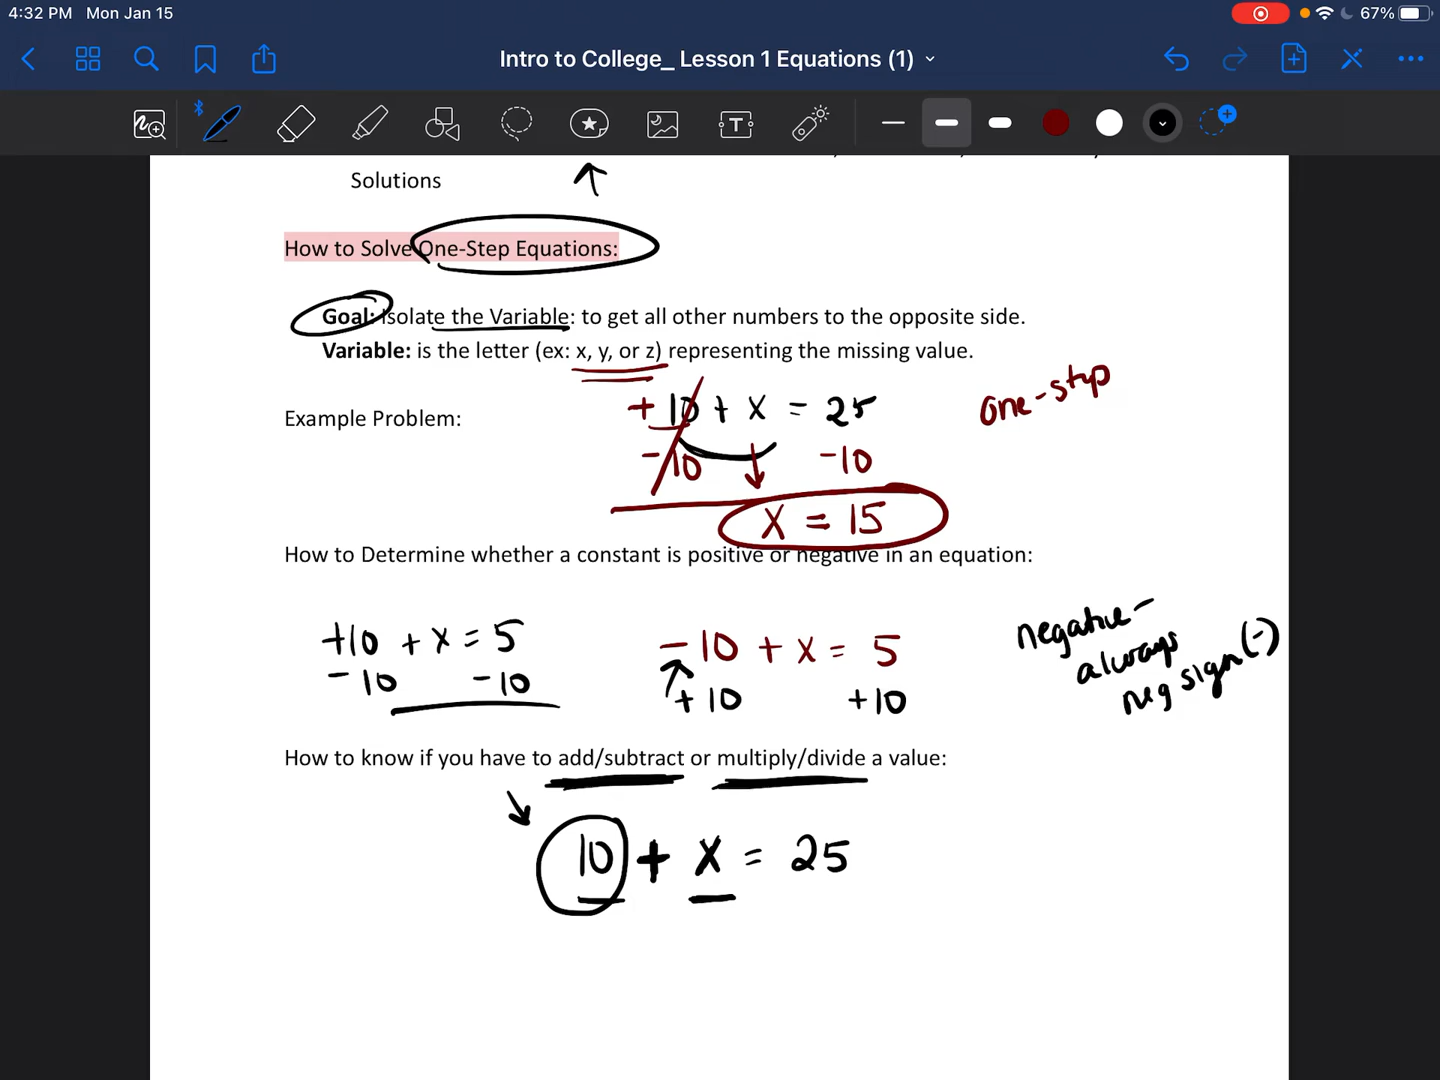 4:32 PM Mon Jan 15
67%
Intro to College_ Lesson 1 Equations (1)
T
Solutions
How to Solve One-Step Equations:
Goal: Isolate the Variable: to get all other numbers to the opposite side.
Variable: is the letter (ex: x, y, or z) representing the missing value.
one-step
Example Problem: + 10 + x = 25
-10 -10
x = 15
How to Determine whether a constant is positive or negative in an equation:
+10 + x = 5
-10 -10
-10 + x = 5
+10 +10
negative -
always
neg sign (-)
How to know if you have to add/subtract or multiply/divide a value:
10 + x = 25